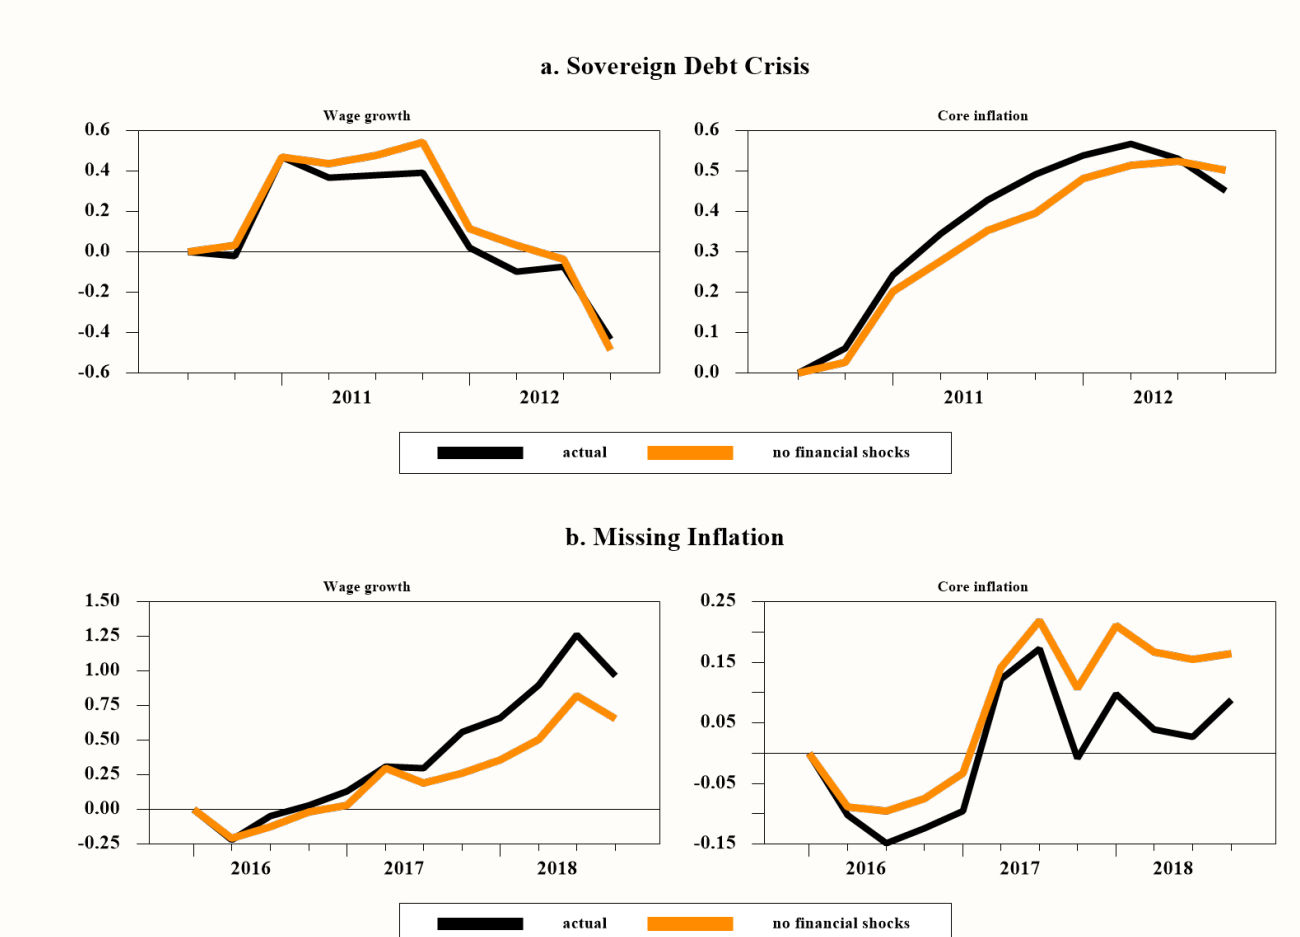 a. Sovereign Debt Crisis
Wage growth
0.6
0.4
0.2
0.0
-0.2
-0.4
-0.6
2011 2012
Core inflation
0.6
0.5
0.4
0.3
0.2
0.1
0.0
2011 2012
actual no financial shocks
b. Missing Inflation
Wage growth
1.50
1.25
1.00
0.75
0.50
0.25
0.00
-0.25
2016 2017 2018
Core inflation
0.25
0.15
0.05
-0.05
-0.15
2016 2017 2018
actual no financial shocks